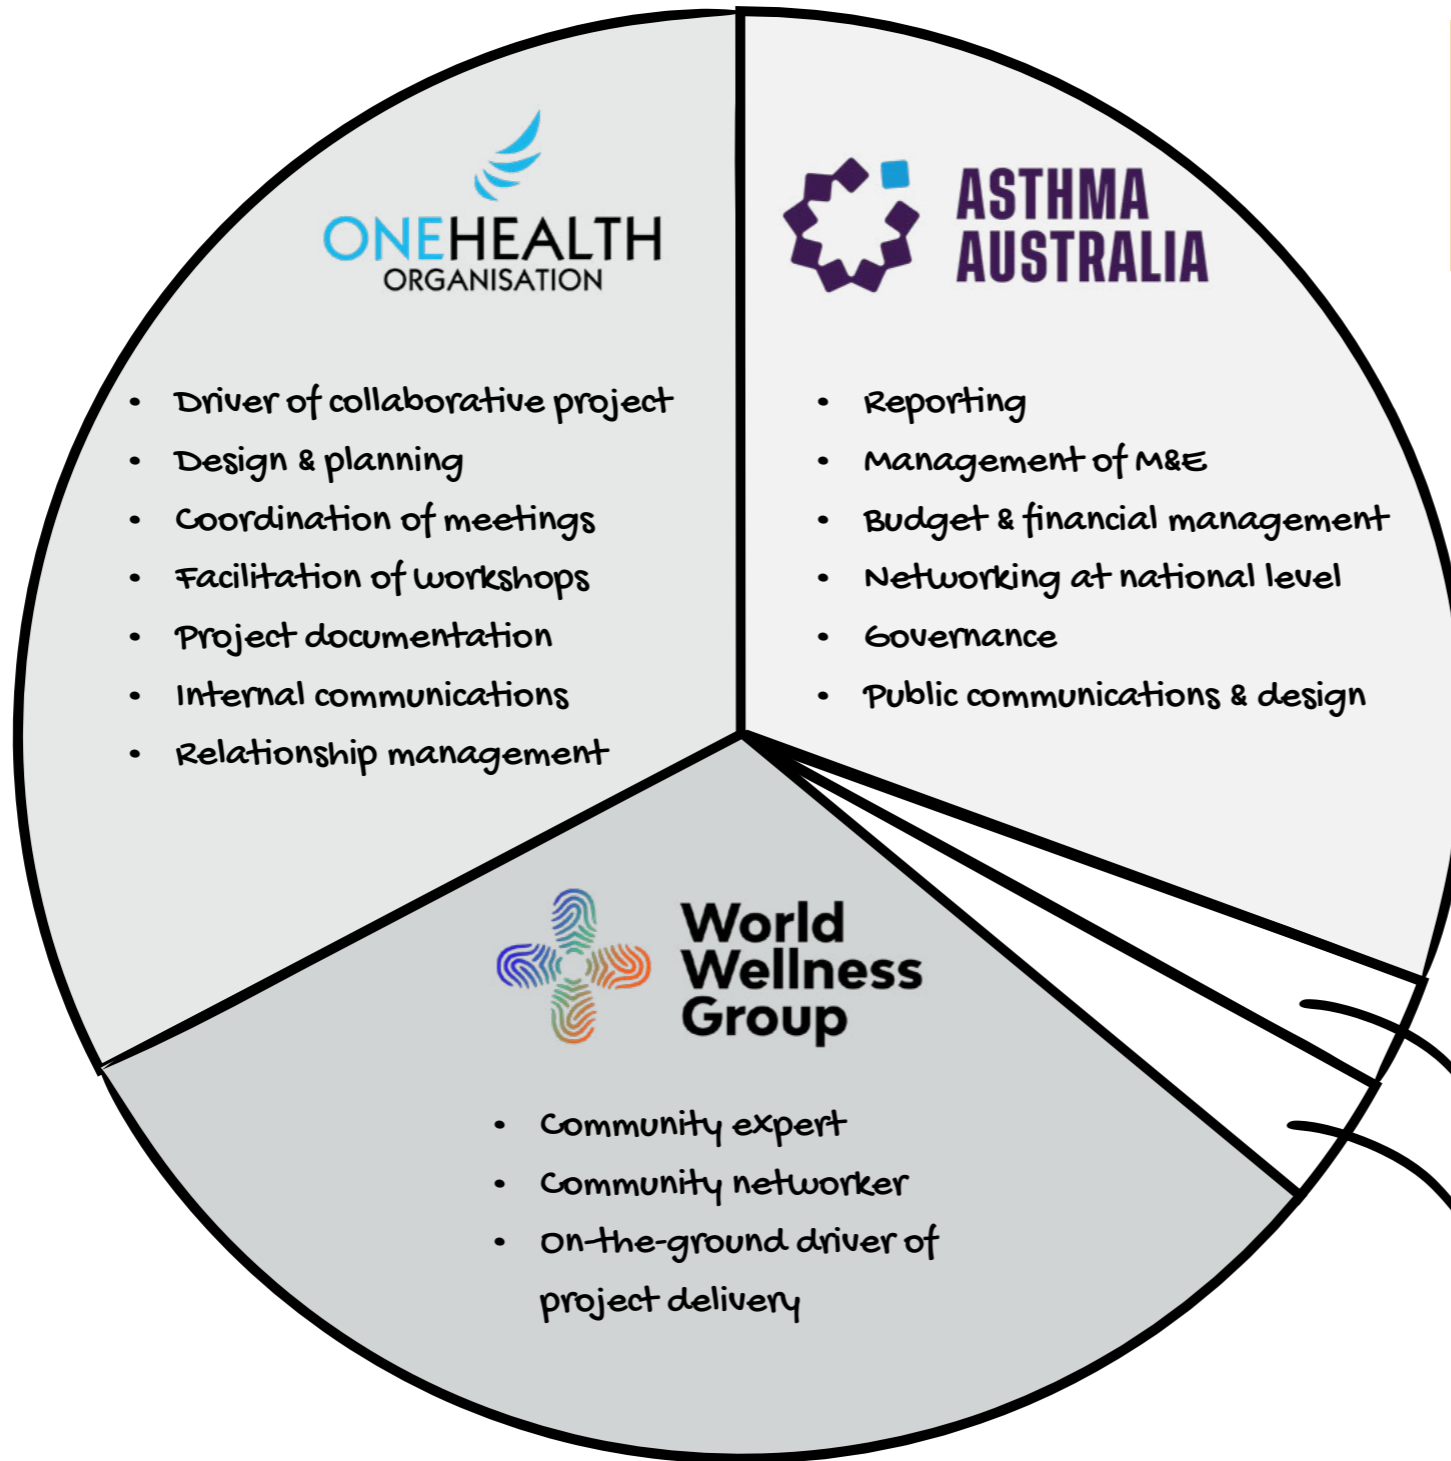 ONEHEALTH
ORGANISATION
• Driver of collaborative project
• Design & planning
• Coordination of meetings
• Facilitation of workshops
• Project documentation
• Internal communications
• Relationship management
ASTHMA
AUSTRALIA
• Reporting
• Management of M&E
• Budget & financial management
• Networking at national level
• Governance
• Public communications & design
World
Wellness
Group
• Community expert
• Community networker
• On-the-ground driver of
project delivery